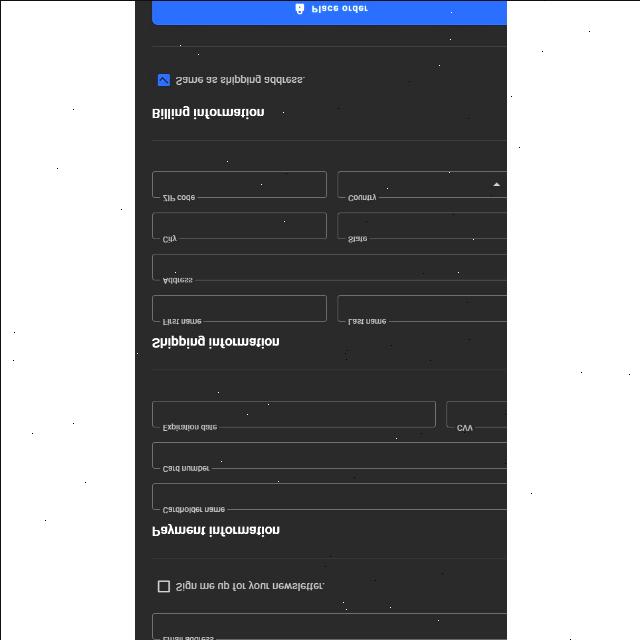 Email address
Sign me up for your newsletter.
Payment information
Cardholder name
Card number
Expiration date CVV
Shipping information
First name Last name
Address
City State
ZIP code Country
Billing information
Same as shipping address.
Place order